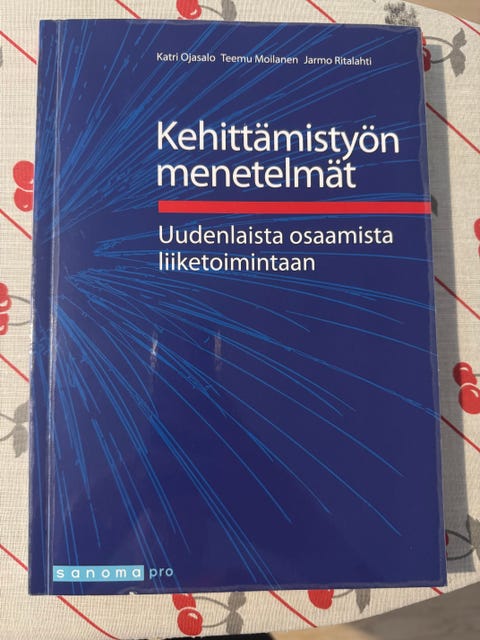 Katri Ojasalo Teemu Moilanen Jarmo Ritalahti
Kehittämistyön
menetelmät
Uudenlaista osaamista
liiketoimintaan
sanoma pro